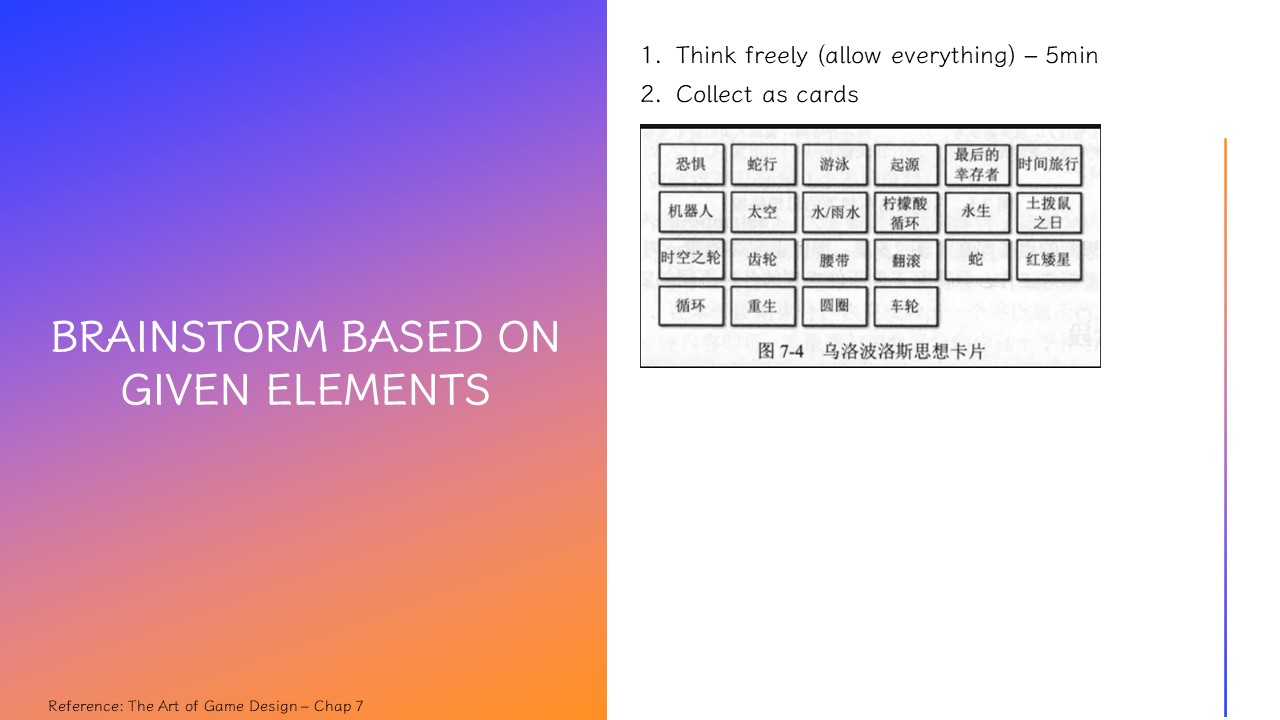 BRAINSTORM BASED ON
GIVEN ELEMENTS
Reference: The Art of Game Design – Chap 7
1. Think freely (allow everything) – 5min
2. Collect as cards
恐惧 蛇行 游泳 起源 最后的幸存者 时间旅行
机器人 太空 水/雨水 柠檬酸循环 永生 土拨鼠之日
时空之轮 齿轮 腰带 翻滚 蛇 红矮星
循环 重生 圆圈 车轮
图 7-4 乌洛波洛斯思想卡片